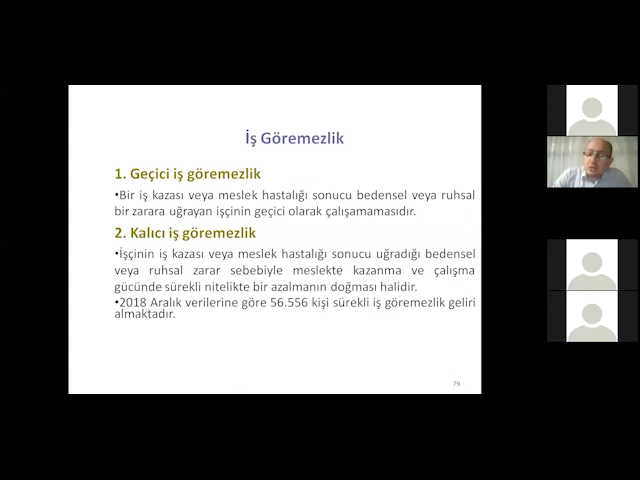 İş Göremezlik
1. Geçici iş göremezlik
•Bir iş kazası veya meslek hastalığı sonucu bedensel veya ruhsal
bir zarara uğrayan işçinin geçici olarak çalışamamasıdır.
2. Kalıcı iş göremezlik
•İşçinin iş kazası veya meslek hastalığı sonucu uğradığı bedensel
veya ruhsal zarar sebebiyle meslekte kazanma ve çalışma
gücünde sürekli nitelikte bir azalmanın doğması halidir.
•2018 Aralık verilerine göre 56.556 kişi sürekli iş göremezlik geliri
almaktadır.
79